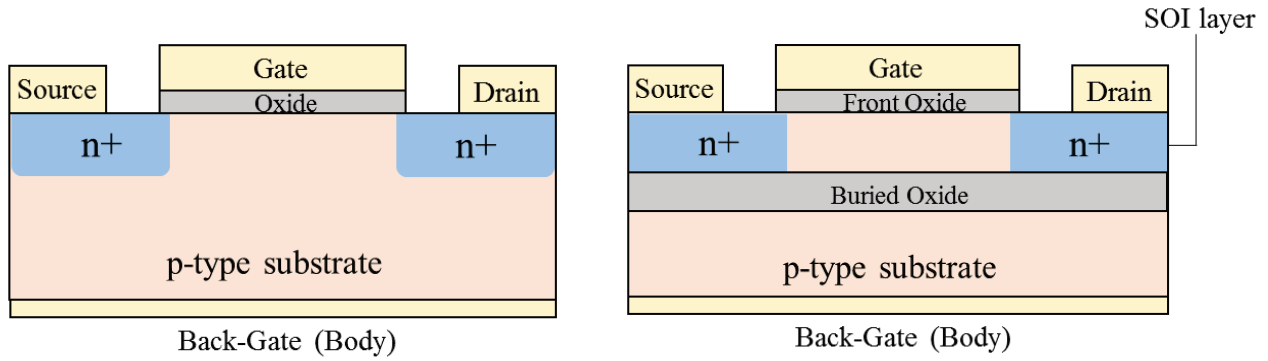 Source
Gate
Oxide
Drain
n+
n+
p-type substrate
Back-Gate (Body)
SOI layer
Source
Gate
Front Oxide
Drain
n+
n+
Buried Oxide
p-type substrate
Back-Gate (Body)